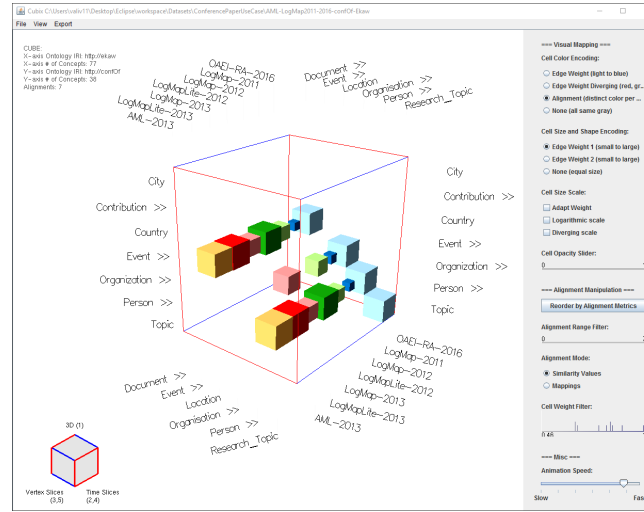 Cubix C:\Users\valiv11\Desktop\Eclipse\workspace\Datasets\ConferencePaperUseCase\AML-LogMap2011-2016-confOf-Ekaw
File View Export
CUBE:
X-axis Ontology IRI: http://ekaw
X-axis # of Concepts: 77
Y-axis Ontology IRI: http://confOf
Y-axis # of Concepts: 38
Alignments: 7
OAEI-RA-2016
LogMap-2011
LogMap-2012
LogMapLite-2012
LogMap-2013
LogMapLite-2013
AML-2013
Document >>
Event >>
Location
Organisation >>
Person >>
Research_Topic
City
Contribution >>
Country
Event >>
Organization >>
Person >>
Topic
City
Contribution >>
Country
Event >>
Organization >>
Person >>
Topic
Document >>
Event >>
Location
Organisation >>
Person >>
Research_Topic
OAEI-RA-2016
LogMap-2011
LogMap-2012
LogMapLite-2012
LogMap-2013
LogMapLite-2013
AML-2013
3D (1)
Vertex Slices
(3,5)
Time Slices
(2,4)
=== Visual Mapping ===
Cell Color Encoding:
Edge Weight (light to blue)
Edge Weight Diverging (red, gr...
Alignment (distinct color per ...
None (all same gray)
Cell Size and Shape Encoding:
Edge Weight 1 (small to large)
Edge Weight 2 (small to large)
None (equal size)
Cell Size Scale:
Adapt Weight
Logarithmic scale
Diverging scale
Cell Opacity Slider:
0
=== Alignment Manipulation ===
Reorder by Alignment Metrics
Alignment Range Filter:
0
Alignment Mode:
Similarity Values
Mappings
Cell Weight Filter:
0.46
=== Misc ===
Animation Speed:
Slow Fast